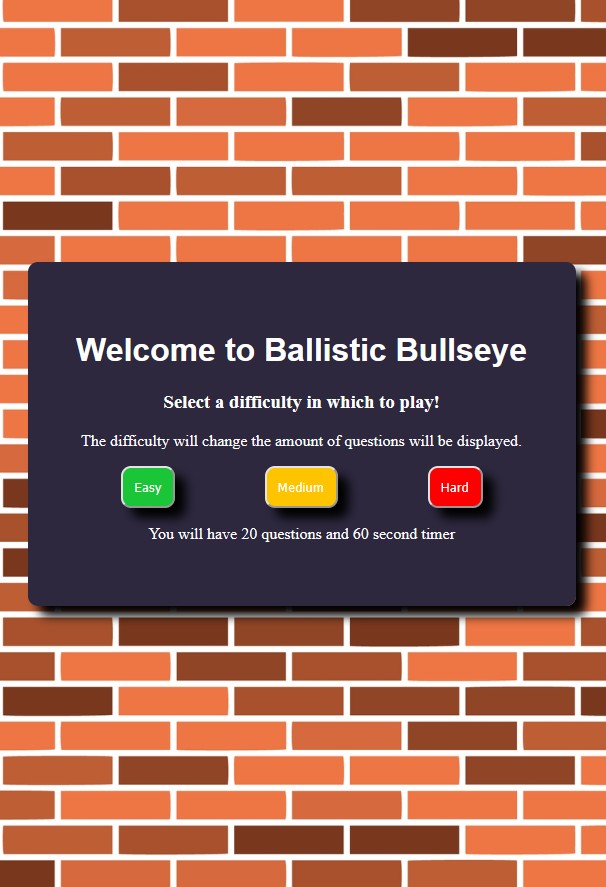 Welcome to Ballistic Bullseye
Select a difficulty in which to play!
The difficulty will change the amount of questions will be displayed.
Easy Medium Hard
You will have 20 questions and 60 second timer